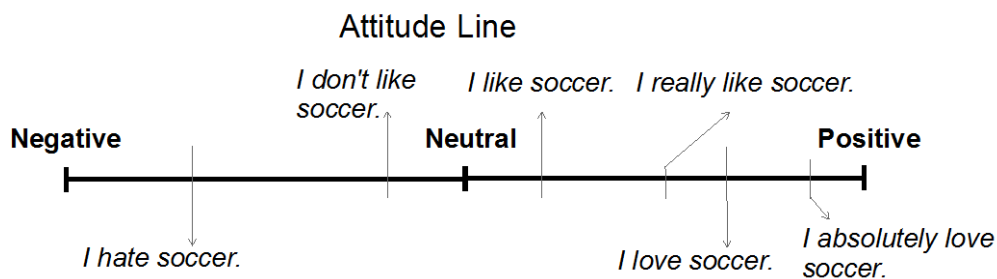 Attitude Line
I don't like
soccer.
I like soccer.
I really like soccer.
Negative
Neutral
Positive
I hate soccer.
I love soccer.
I absolutely love
soccer.